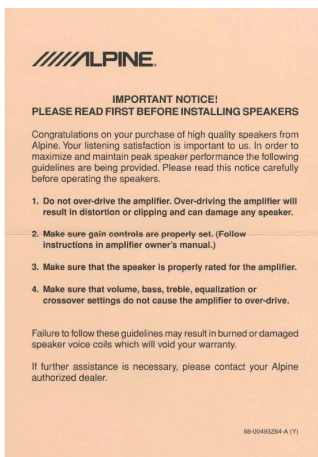 ALPINE®
IMPORTANT NOTICE!
PLEASE READ FIRST BEFORE INSTALLING SPEAKERS
Congratulations on your purchase of high quality speakers from
Alpine. Your listening satisfaction is important to us. In order to
maximize and maintain peak speaker performance the following
guidelines are being provided. Please read this notice carefully
before operating the speakers.
1. Do not over-drive the amplifier. Over-driving the amplifier will
result in distortion or clipping and can damage any speaker.
2. Make sure gain controls are properly set. (Follow
instructions in amplifier owner's manual.)
3. Make sure that the speaker is properly rated for the amplifier.
4. Make sure that volume, bass, treble, equalization or
crossover settings do not cause the amplifier to over-drive.
Failure to follow these guidelines may result in burned or damaged
speaker voice coils which will void your warranty.
If further assistance is necessary, please contact your Alpine
authorized dealer.
68-00493Z64-A (Y)